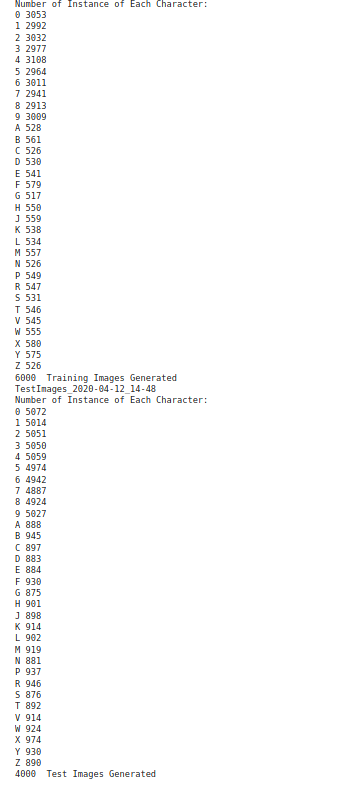 Number of Instance of Each Character:
0 3053
1 2992
2 3032
3 2977
4 3108
5 2964
6 3011
7 2941
8 2913
9 3009
A 528
B 561
C 526
D 530
E 541
F 579
G 517
H 550
J 559
K 538
L 534
M 557
N 526
P 549
R 547
S 531
T 546
V 545
W 555
X 580
Y 575
Z 526
6000  Training Images Generated
TestImages_2020-04-12_14-48
Number of Instance of Each Character:
0 5072
1 5014
2 5051
3 5050
4 5059
5 4974
6 4942
7 4887
8 4924
9 5027
A 888
B 945
C 897
D 883
E 884
F 930
G 875
H 901
J 898
K 914
L 902
M 919
N 881
P 937
R 946
S 876
T 892
V 914
W 924
X 974
Y 930
Z 890
4000  Test Images Generated